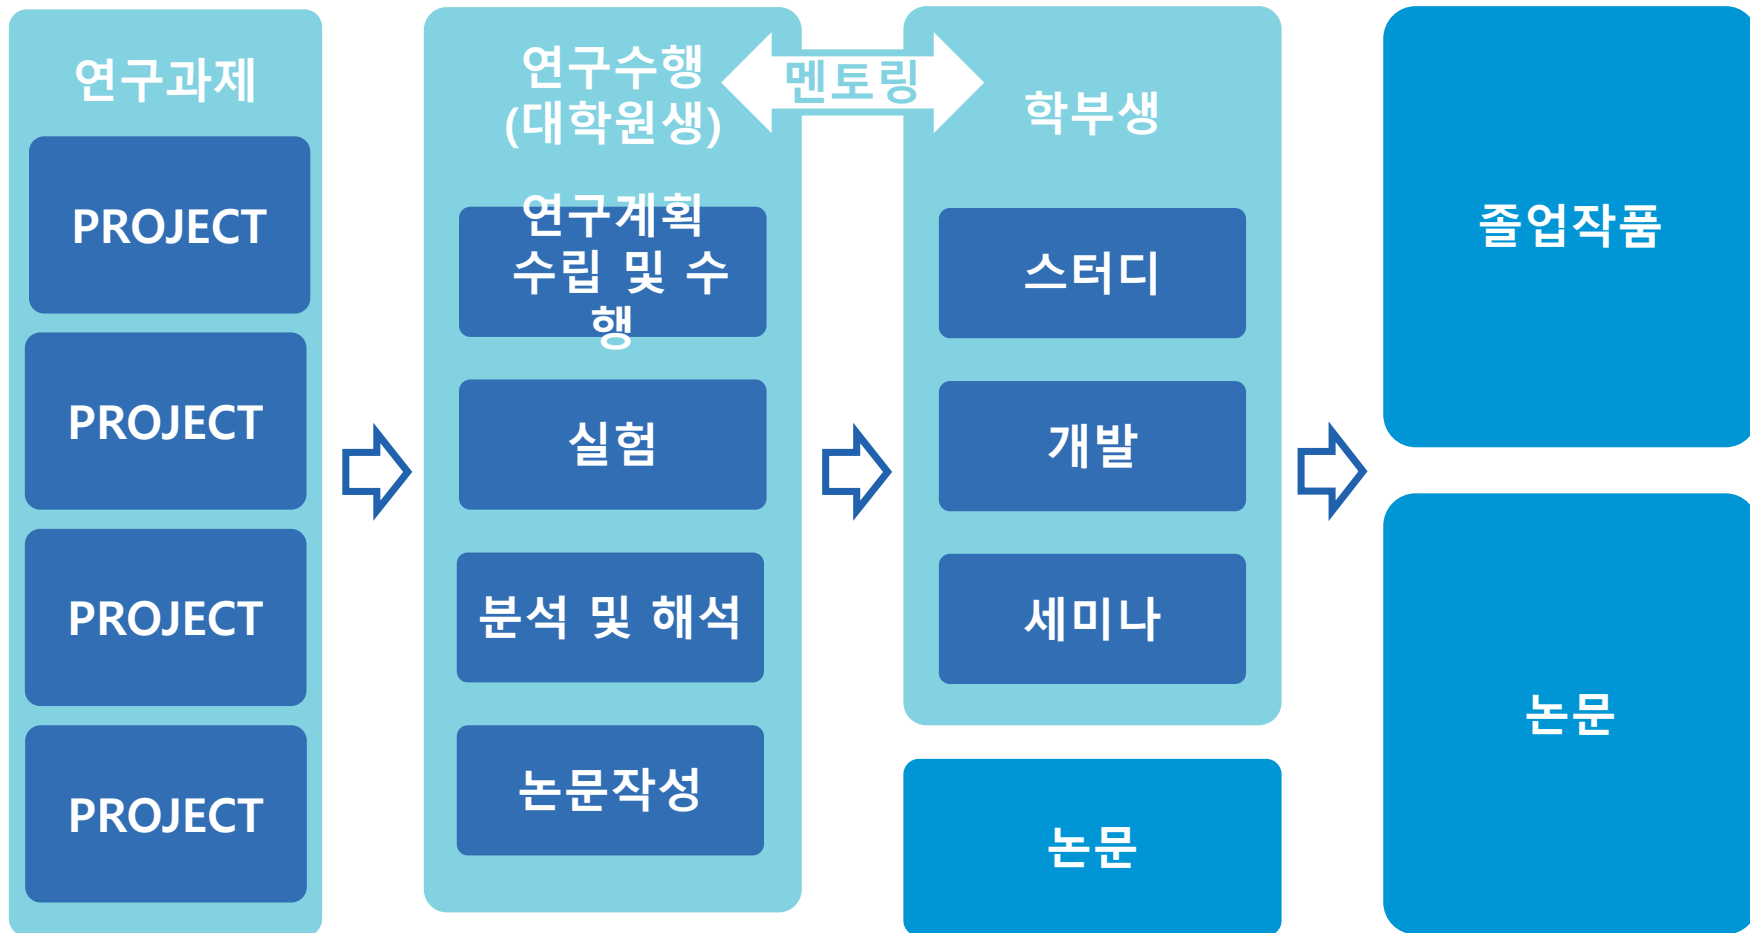 연구과제
PROJECT
PROJECT
PROJECT
PROJECT
연구수행
(대학원생)
연구계획
수립 및 수
행
실험
분석 및 해석
논문작성
멘토링
학부생
스터디
개발
세미나
논문
졸업작품
논문